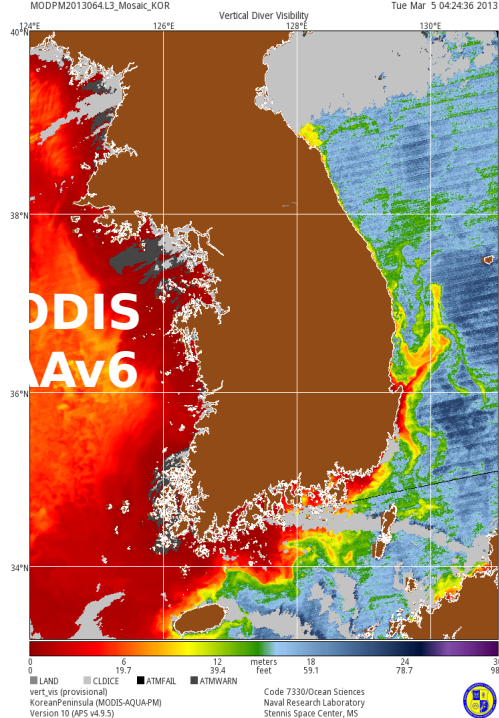 MODPM2013064.L3_Mosaic_KOR Tue Mar 5 04:24:36 2013
Vertical Diver Visibility
124°E 126°E 128°E 130°E
40°N
38°N
ODIS
AAv6
36°N
34°N
0 6 12 meters 18 24 3
0 19.7 39.4 feet 59.1 78.7 98
LAND CLDICE ATMFAIL ATMWARN
vert_vis (provisional) Code 7330/Ocean Sciences
KoreanPeninsula (MODIS-AQUA-PM) Naval Research Laboratory
Version 10 (APS v4.9.5) Stennis Space Center, MS